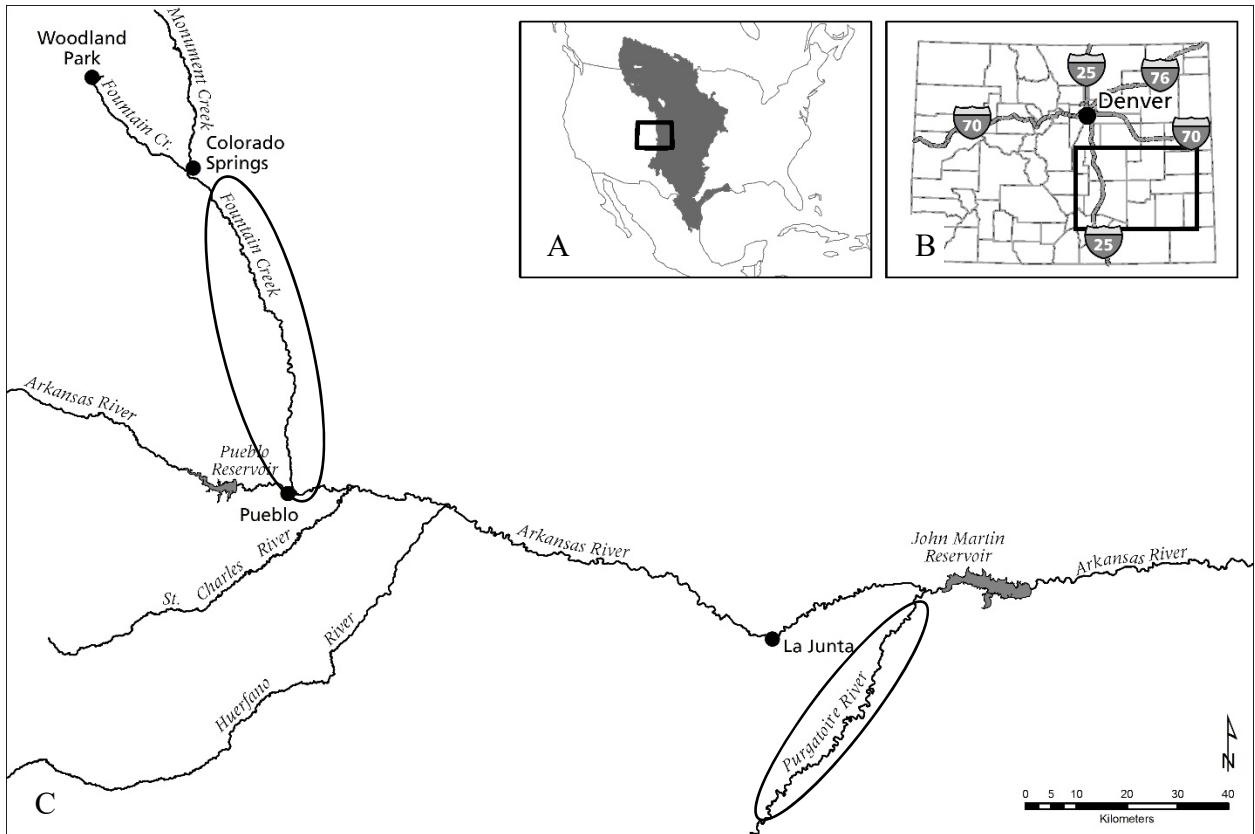 Woodland
Park
Monument Creek
Fountain Cr.
Colorado
Springs
Fountain Creek
Arkansas River
Pueblo
Reservoir
Pueblo
St. Charles River
Huerfano River
Arkansas River
La Junta
John Martin
Reservoir
Arkansas River
Purgatoire River
A
25
76
Denver
70
70
25
B
C
N
0 5 10 20 30 40
Kilometers